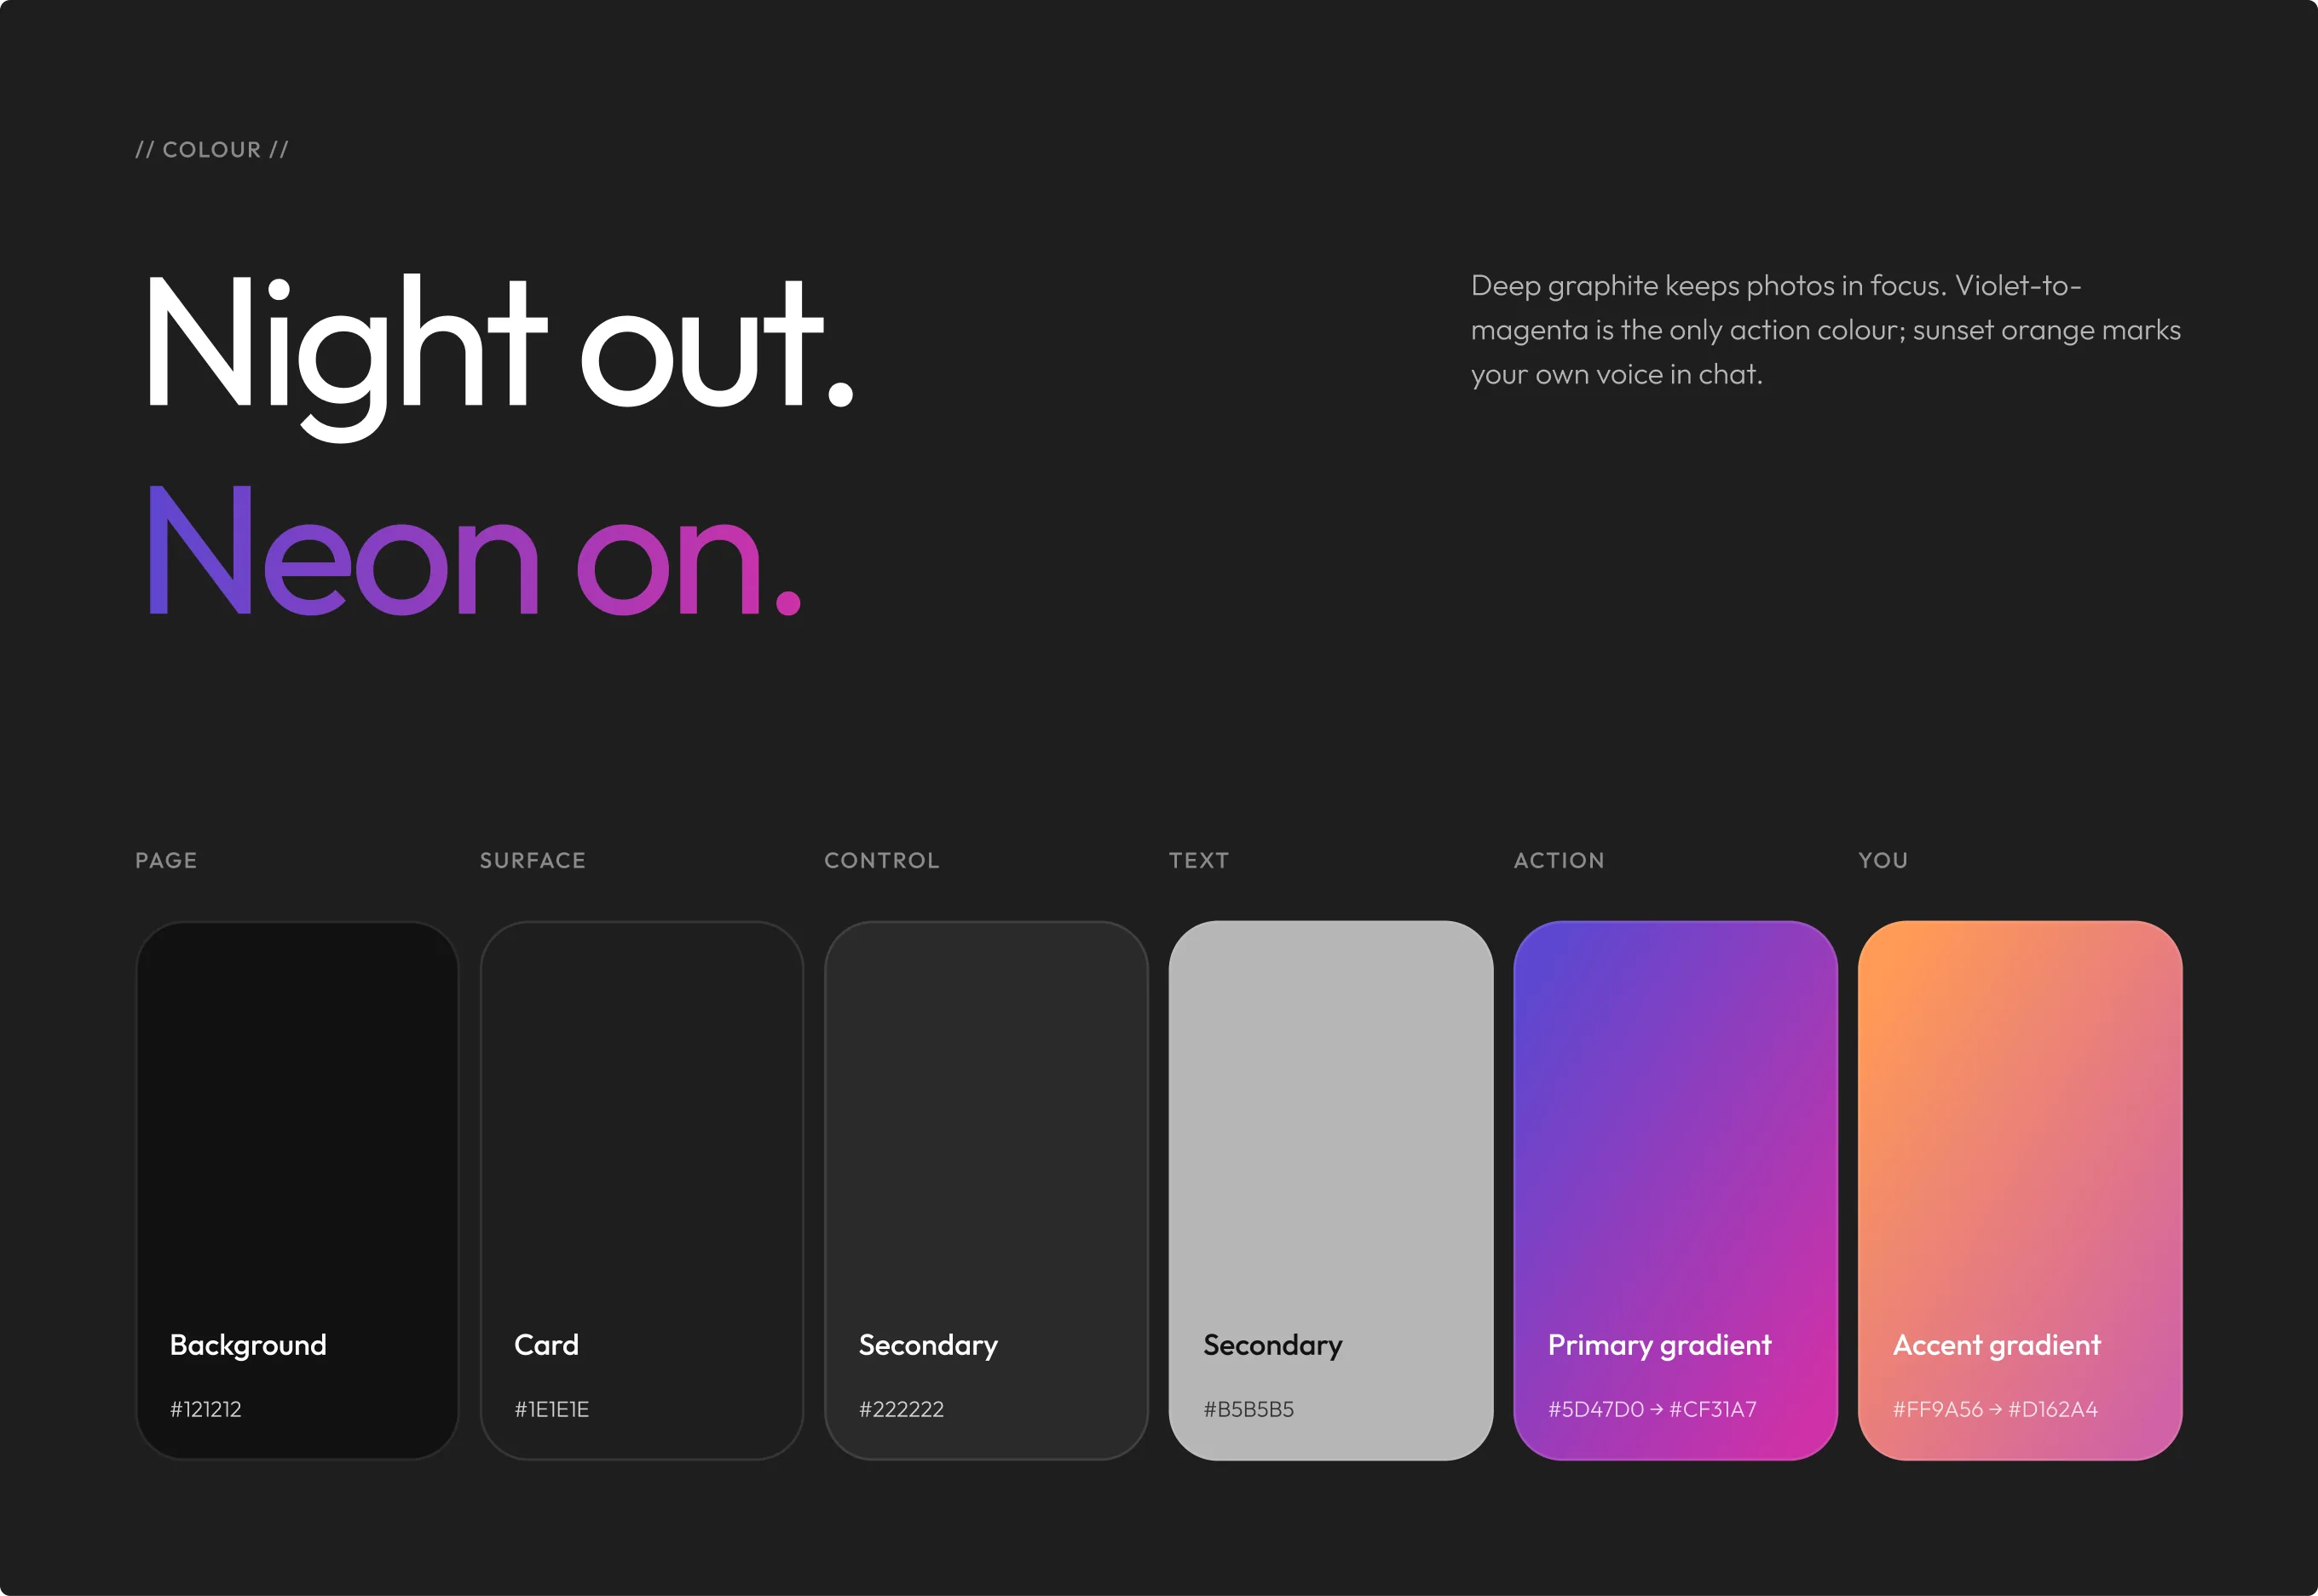 // COLOUR //
Night out.
Neon on.
Deep graphite keeps photos in focus. Violet-to-
magenta is the only action colour; sunset orange marks
your own voice in chat.
PAGE
Background
#121212
SURFACE
Card
#1E1E1E
CONTROL
Secondary
#222222
TEXT
Secondary
#B5B5B5
ACTION
Primary gradient
#5D47D0 → #CF31A7
YOU
Accent gradient
#FF9A56 → #D162A4